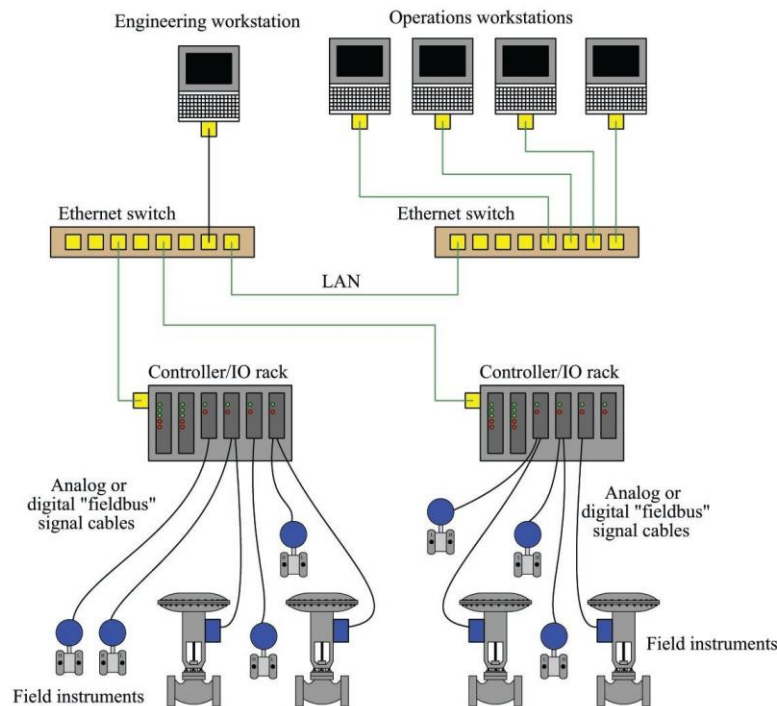 Engineering workstation
Operations workstations
Ethernet switch
Ethernet switch
LAN
Controller/IO rack
Controller/IO rack
Analog or
digital "fieldbus"
signal cables
Analog or
digital "fieldbus"
signal cables
Field instruments
Field instruments